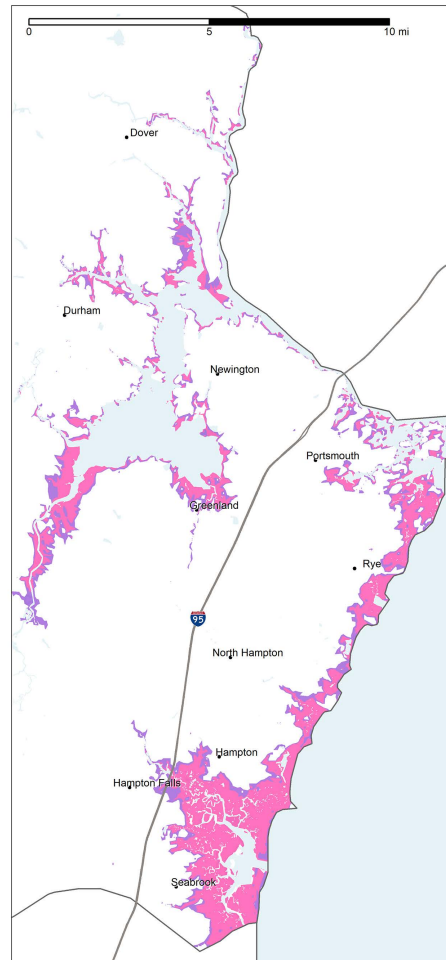 0 5 10 mi
Dover
Durham
Newington
Portsmouth
Greenland
Rye
95
North Hampton
Hampton
Hampton Falls
Seabrook